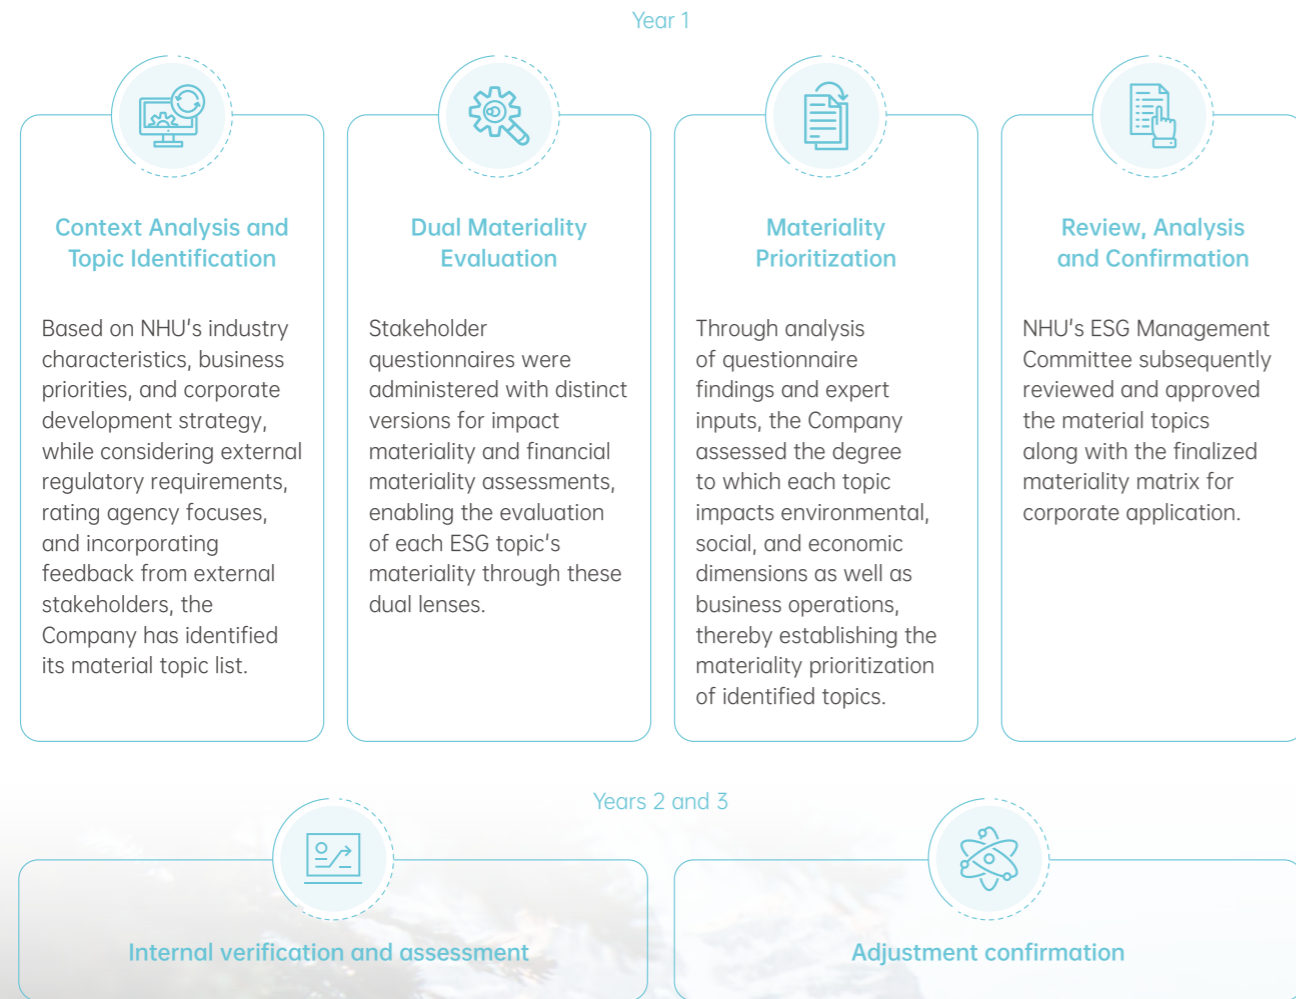 Year 1
Context Analysis and
Topic Identification
Based on NHU's industry
characteristics, business
priorities, and corporate
development strategy,
while considering external
regulatory requirements,
rating agency focuses,
and incorporating
feedback from external
stakeholders, the
Company has identified
its material topic list.
Dual Materiality
Evaluation
Stakeholder
questionnaires were
administered with distinct
versions for impact
materiality and financial
materiality assessments,
enabling the evaluation
of each ESG topic's
materiality through these
dual lenses.
Materiality
Prioritization
Through analysis
of questionnaire
findings and expert
inputs, the Company
assessed the degree
to which each topic
impacts environmental,
social, and economic
dimensions as well as
business operations,
thereby establishing the
materiality prioritization
of identified topics.
Review, Analysis
and Confirmation
NHU's ESG Management
Committee subsequently
reviewed and approved
the material topics
along with the finalized
materiality matrix for
corporate application.
Years 2 and 3
Internal verification and assessment
Adjustment confirmation